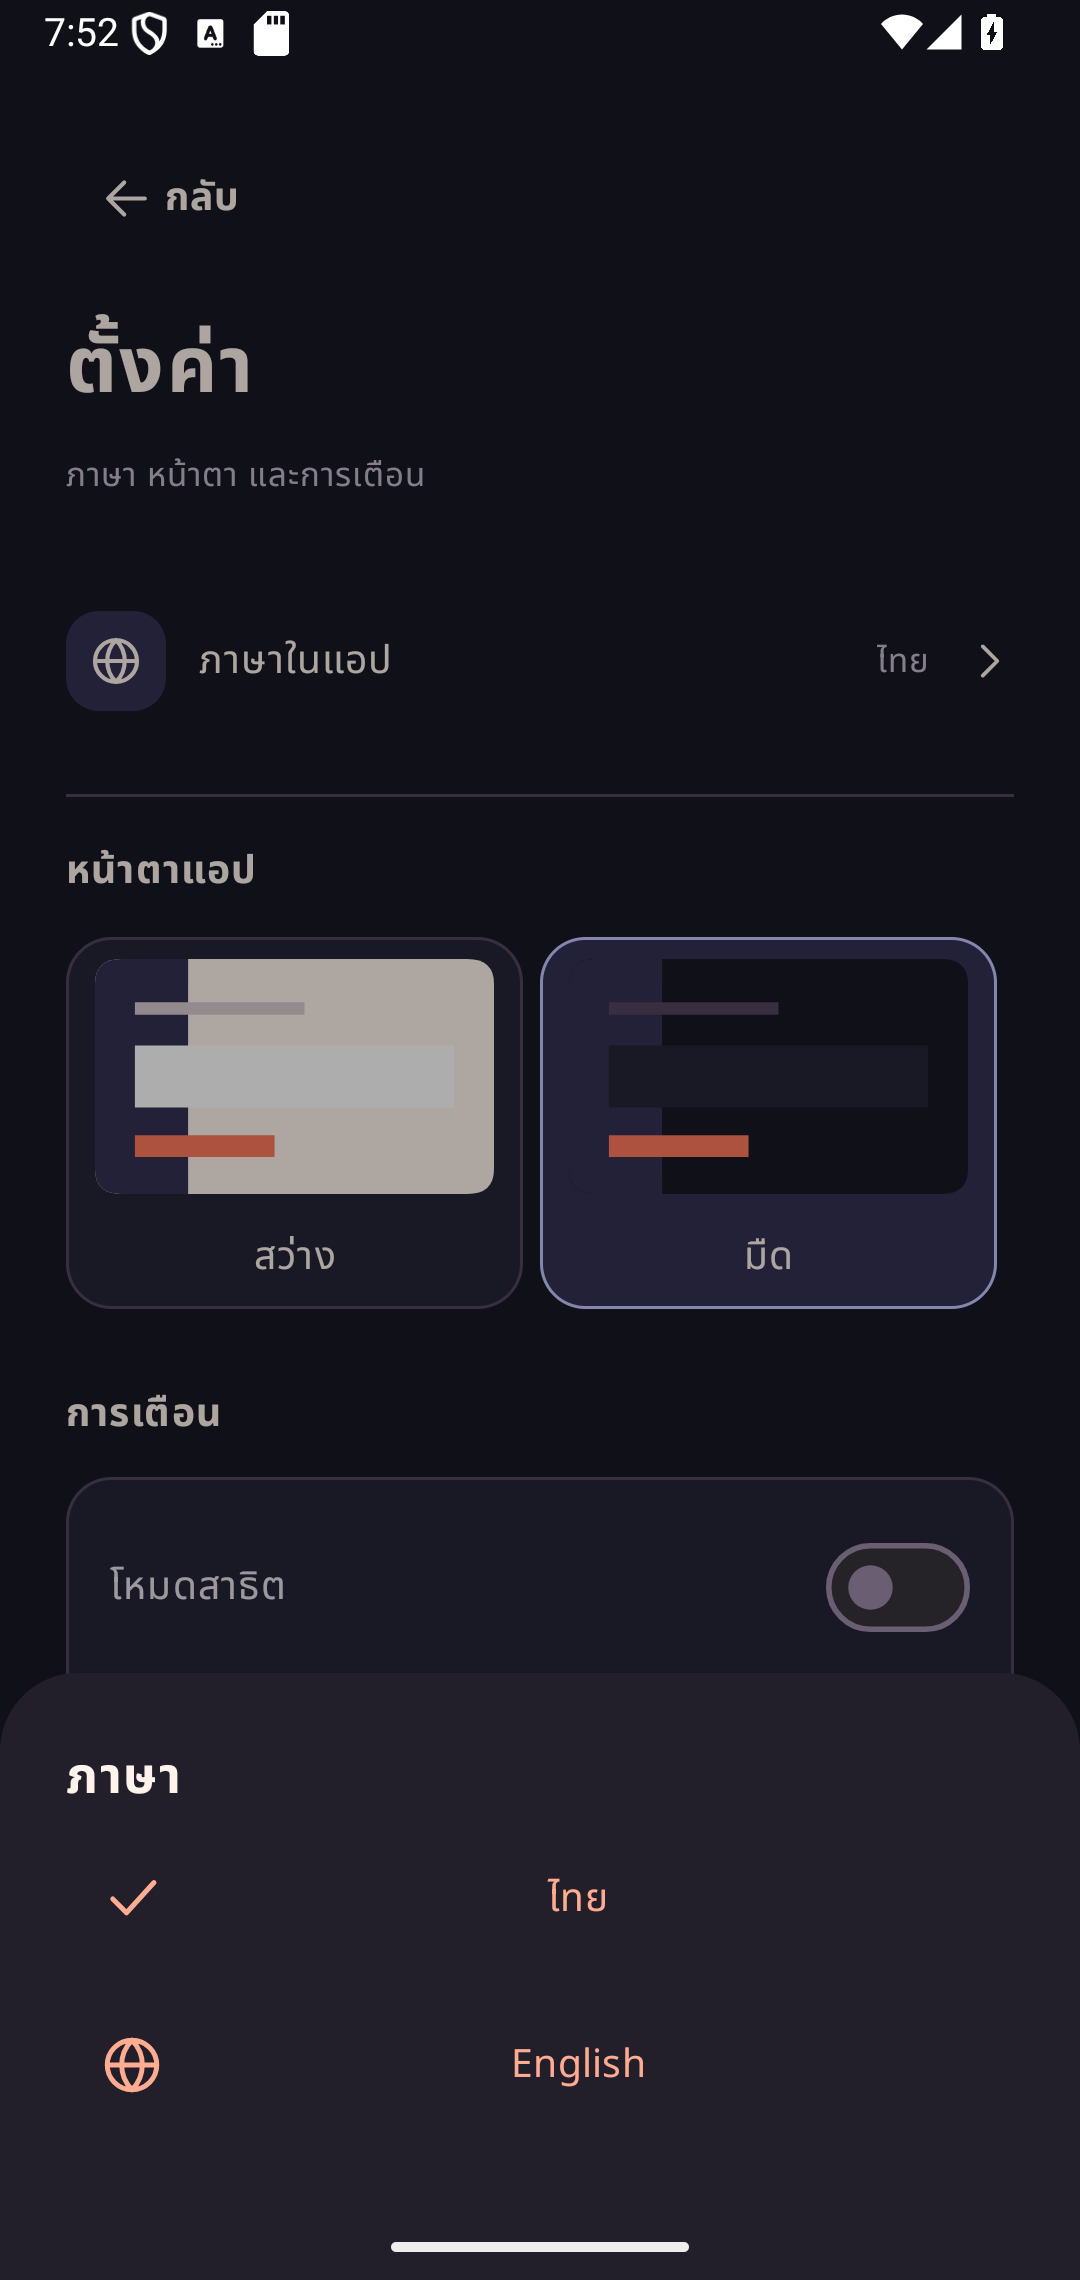 7:52
กลับ
ตั้งค่า
ภาษา หน้าตา และการเตือน
ภาษาในแอป
ไทย
หน้าตาแอป
สว่าง
มืด
การเตือน
โหมดสาธิต
ภาษา
ไทย
English